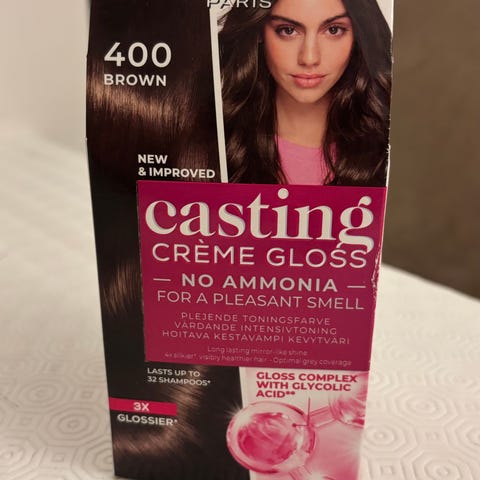 PARIS
400
BROWN
NEW
& IMPROVED
casting
CRÈME GLOSS
NO AMMONIA
FOR A PLEASANT SMELL
PLEJENDE TONINGSFARVE
VÅRDANDE INTENSIVTONING
HOITAVA KESTÄVÄMPI KEVYTVÄRI
Long lasting mirror-like shine
4x silkier*, visibly healthier hair - Optimal grey coverage
LASTS UP TO
32 SHAMPOOS*
3X
GLOSSIER*
GLOSS COMPLEX
WITH GLYCOLIC
ACID**